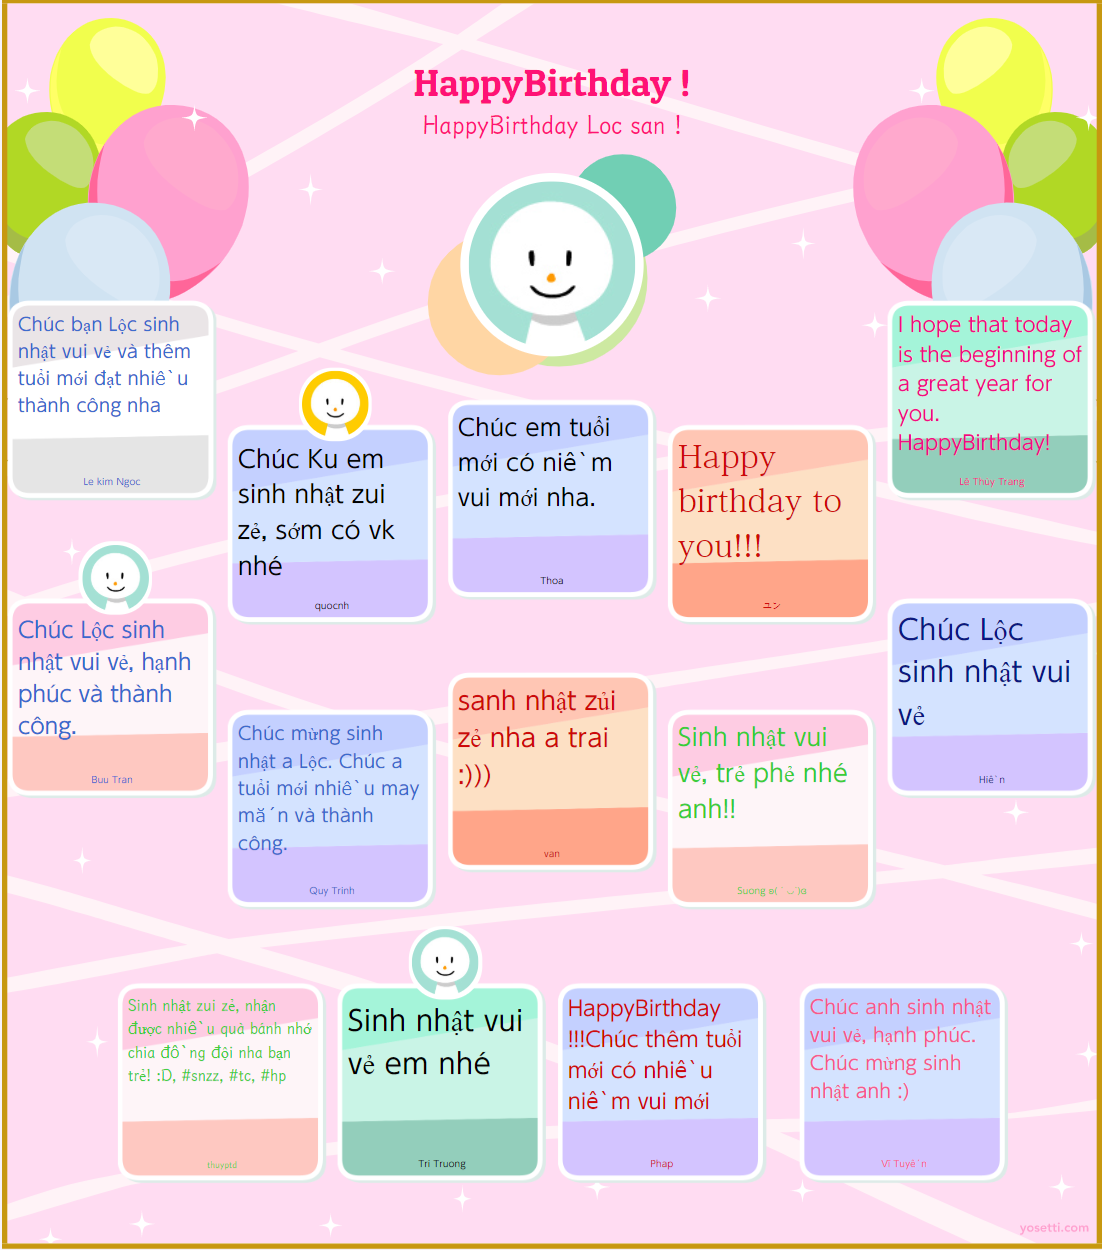 HappyBirthday !
HappyBirthday Loc san !
Chúc bạn Lộc sinh
nhật vui vẻ và thêm
tuổi mới đạt nhiều
thành công nha
Le kim Ngoc
I hope that today
is the beginning of
a great year for
you.
HappyBirthday!
Lê Thùy Trang
Chúc Ku em
sinh nhật zui
zẻ, sớm có vk
nhé
quocnh
Chúc em tuổi
mới có niềm
vui mới nha.
Thoa
Happy
birthday to
you!!!
ユン
Chúc Lộc sinh
nhật vui vẻ, hạnh
phúc và thành
công.
Buu Tran
Chúc Lộc
sinh nhật vui
vẻ
Hiền
Chúc mừng sinh
nhật a Lộc. Chúc a
tuổi mới nhiều may
mắn và thành
công.
Quy Trinh
sanh nhật zủi
zẻ nha a trai
:)))
van
Sinh nhật vui
vẻ, trẻ phẻ nhé
anh!!
Suong
Sinh nhật zui zẻ, nhận
được nhiều quà bánh nhớ
chia đồng đội nha bạn
trẻ! :D, #snzz, #tc, #hp
thuyptd
Sinh nhật vui
vẻ em nhé
Tri Truong
HappyBirthday
!!!Chúc thêm tuổi
mới có nhiều
niềm vui mới
Phap
Chúc anh sinh nhật
vui vẻ, hạnh phúc.
Chúc mừng sinh
nhật anh :)
Vĩ Tuyến
yosetti.com